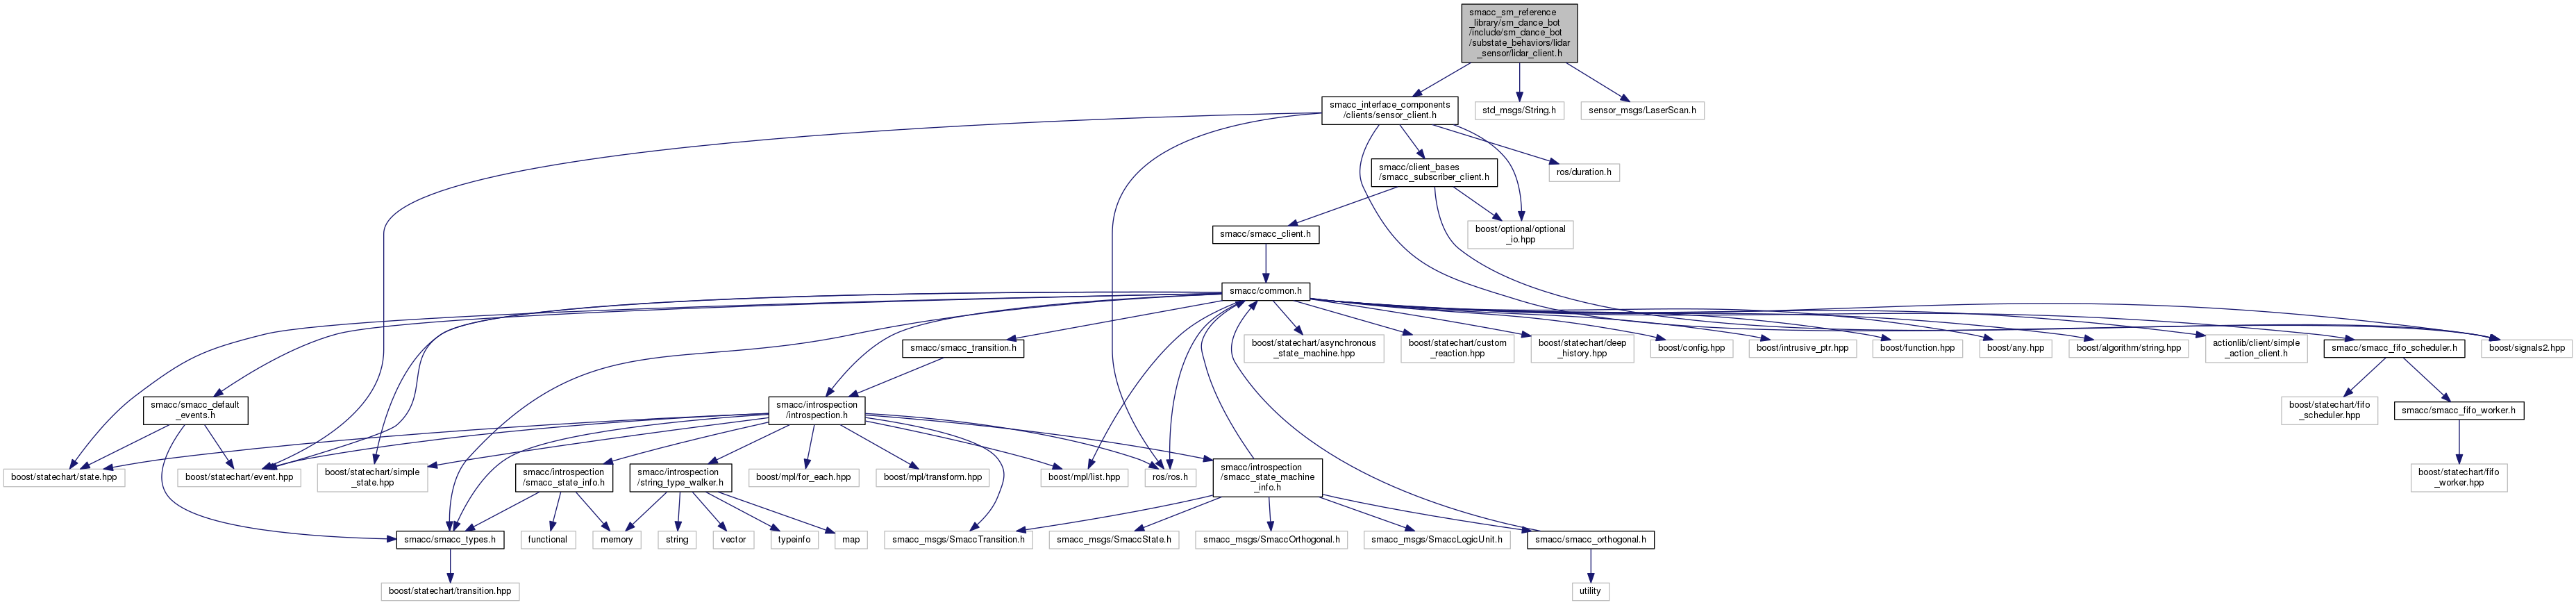 smacc_sm_reference
_library/sm_dance_bot
/include/sm_dance_bot
/substate_behaviors/lidar
_sensor/lidar_client.h
smacc_interface_components
/clients/sensor_client.h
std_msgs/String.h
sensor_msgs/LaserScan.h
smacc/client_bases
/smacc_subscriber_client.h
ros/duration.h
smacc/smacc_client.h
boost/optional/optional
_io.hpp
smacc/common.h
smacc/smacc_transition.h
boost/statechart/asynchronous
_state_machine.hpp
boost/statechart/custom
_reaction.hpp
boost/statechart/deep
_history.hpp
boost/config.hpp
boost/intrusive_ptr.hpp
boost/function.hpp
boost/any.hpp
boost/algorithm/string.hpp
actionlib/client/simple
_action_client.h
smacc/smacc_fifo_scheduler.h
boost/signals2.hpp
smacc/smacc_default
_events.h
smacc/introspection
/introspection.h
boost/statechart/fifo
_scheduler.hpp
smacc/smacc_fifo_worker.h
boost/statechart/state.hpp
boost/statechart/event.hpp
boost/statechart/simple
_state.hpp
smacc/introspection
/smacc_state_info.h
smacc/introspection
/string_type_walker.h
boost/mpl/for_each.hpp
boost/mpl/transform.hpp
boost/mpl/list.hpp
ros/ros.h
smacc/introspection
/smacc_state_machine
_info.h
boost/statechart/fifo
_worker.hpp
smacc/smacc_types.h
functional
memory
string
vector
typeinfo
map
smacc_msgs/SmaccTransition.h
smacc_msgs/SmaccState.h
smacc_msgs/SmaccOrthogonal.h
smacc_msgs/SmaccLogicUnit.h
smacc/smacc_orthogonal.h
boost/statechart/transition.hpp
utility